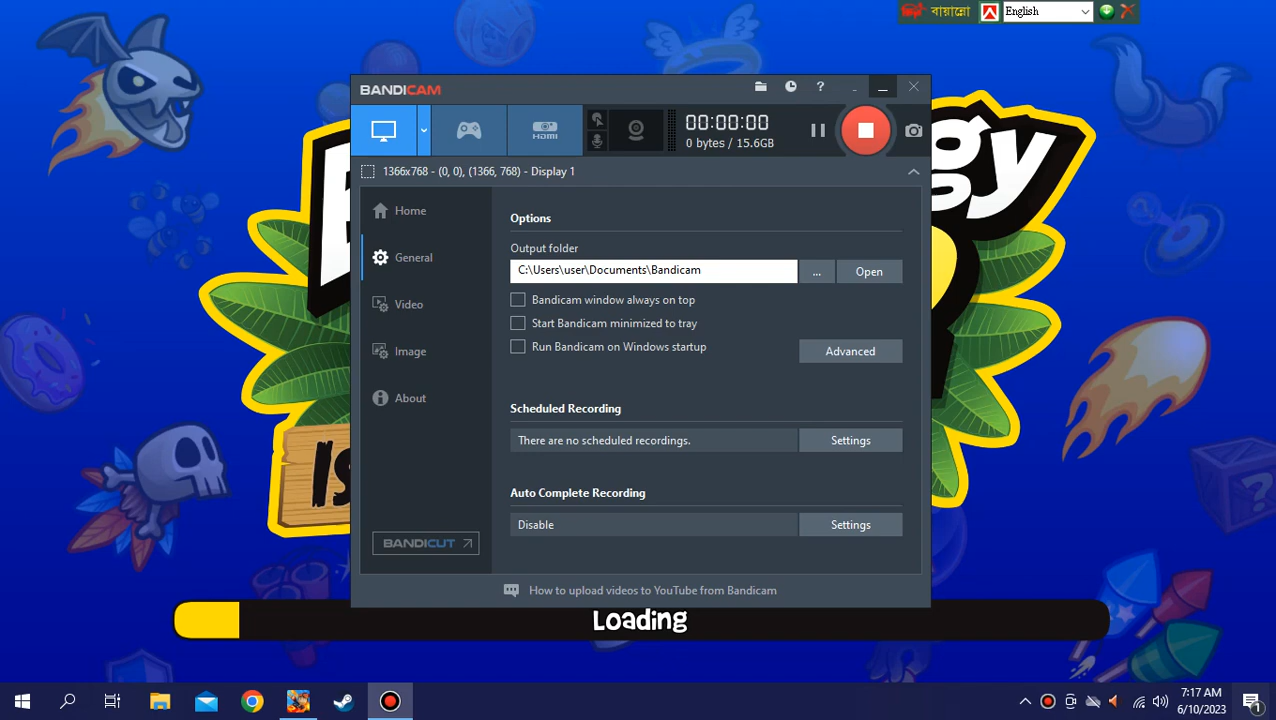 বায়ান্নো
English
BANDICAM
?
HDMI
00:00:00
0 bytes / 15.6GB
1366x768 - (0, 0), (1366, 768) - Display 1
Home
General
Video
Image
About
BANDICUT
Options
Output folder
C:\Users\user\Documents\Bandicam
...
Open
Bandicam window always on top
Start Bandicam minimized to tray
Run Bandicam on Windows startup
Advanced
Scheduled Recording
There are no scheduled recordings.
Settings
Auto Complete Recording
Disable
Settings
How to upload videos to YouTube from Bandicam
gy
Loading
7:17 AM
6/10/2023
1